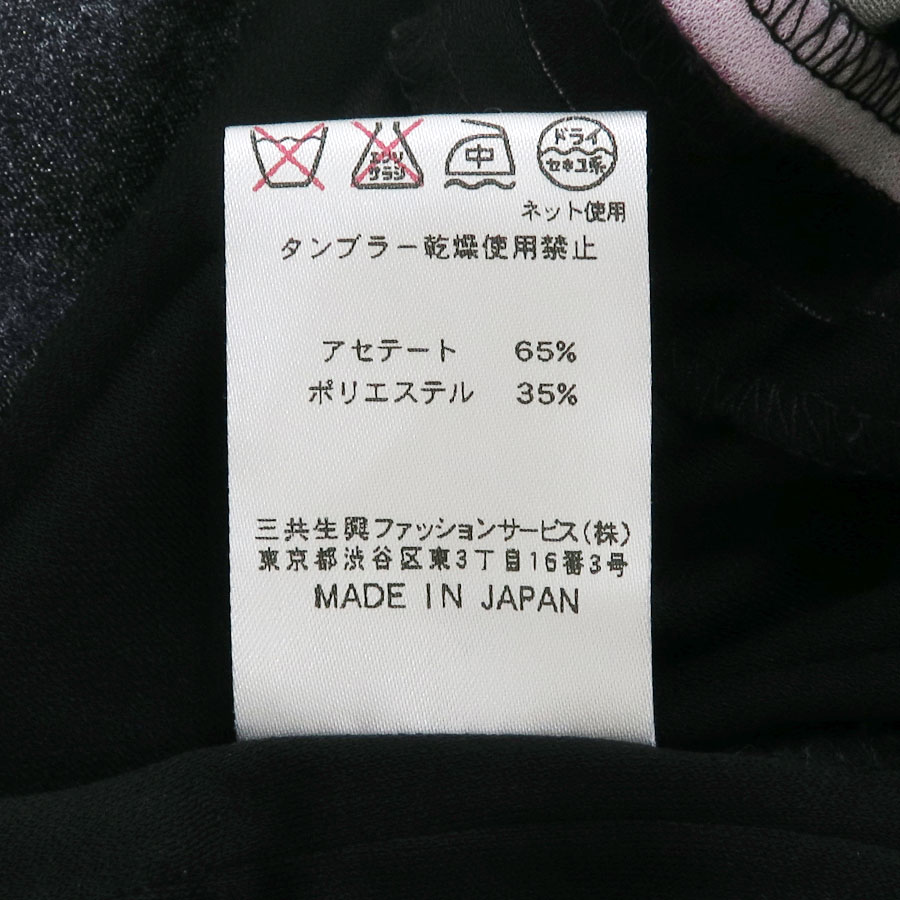 エンソ
サラシ
中
ドライ
セキユ系
ネット使用
タンブラー乾燥使用禁止
アセテート 65%
ポリエステル 35%
三共生興ファッションサービス(株)
東京都渋谷区東3丁目16番3号
MADE IN JAPAN